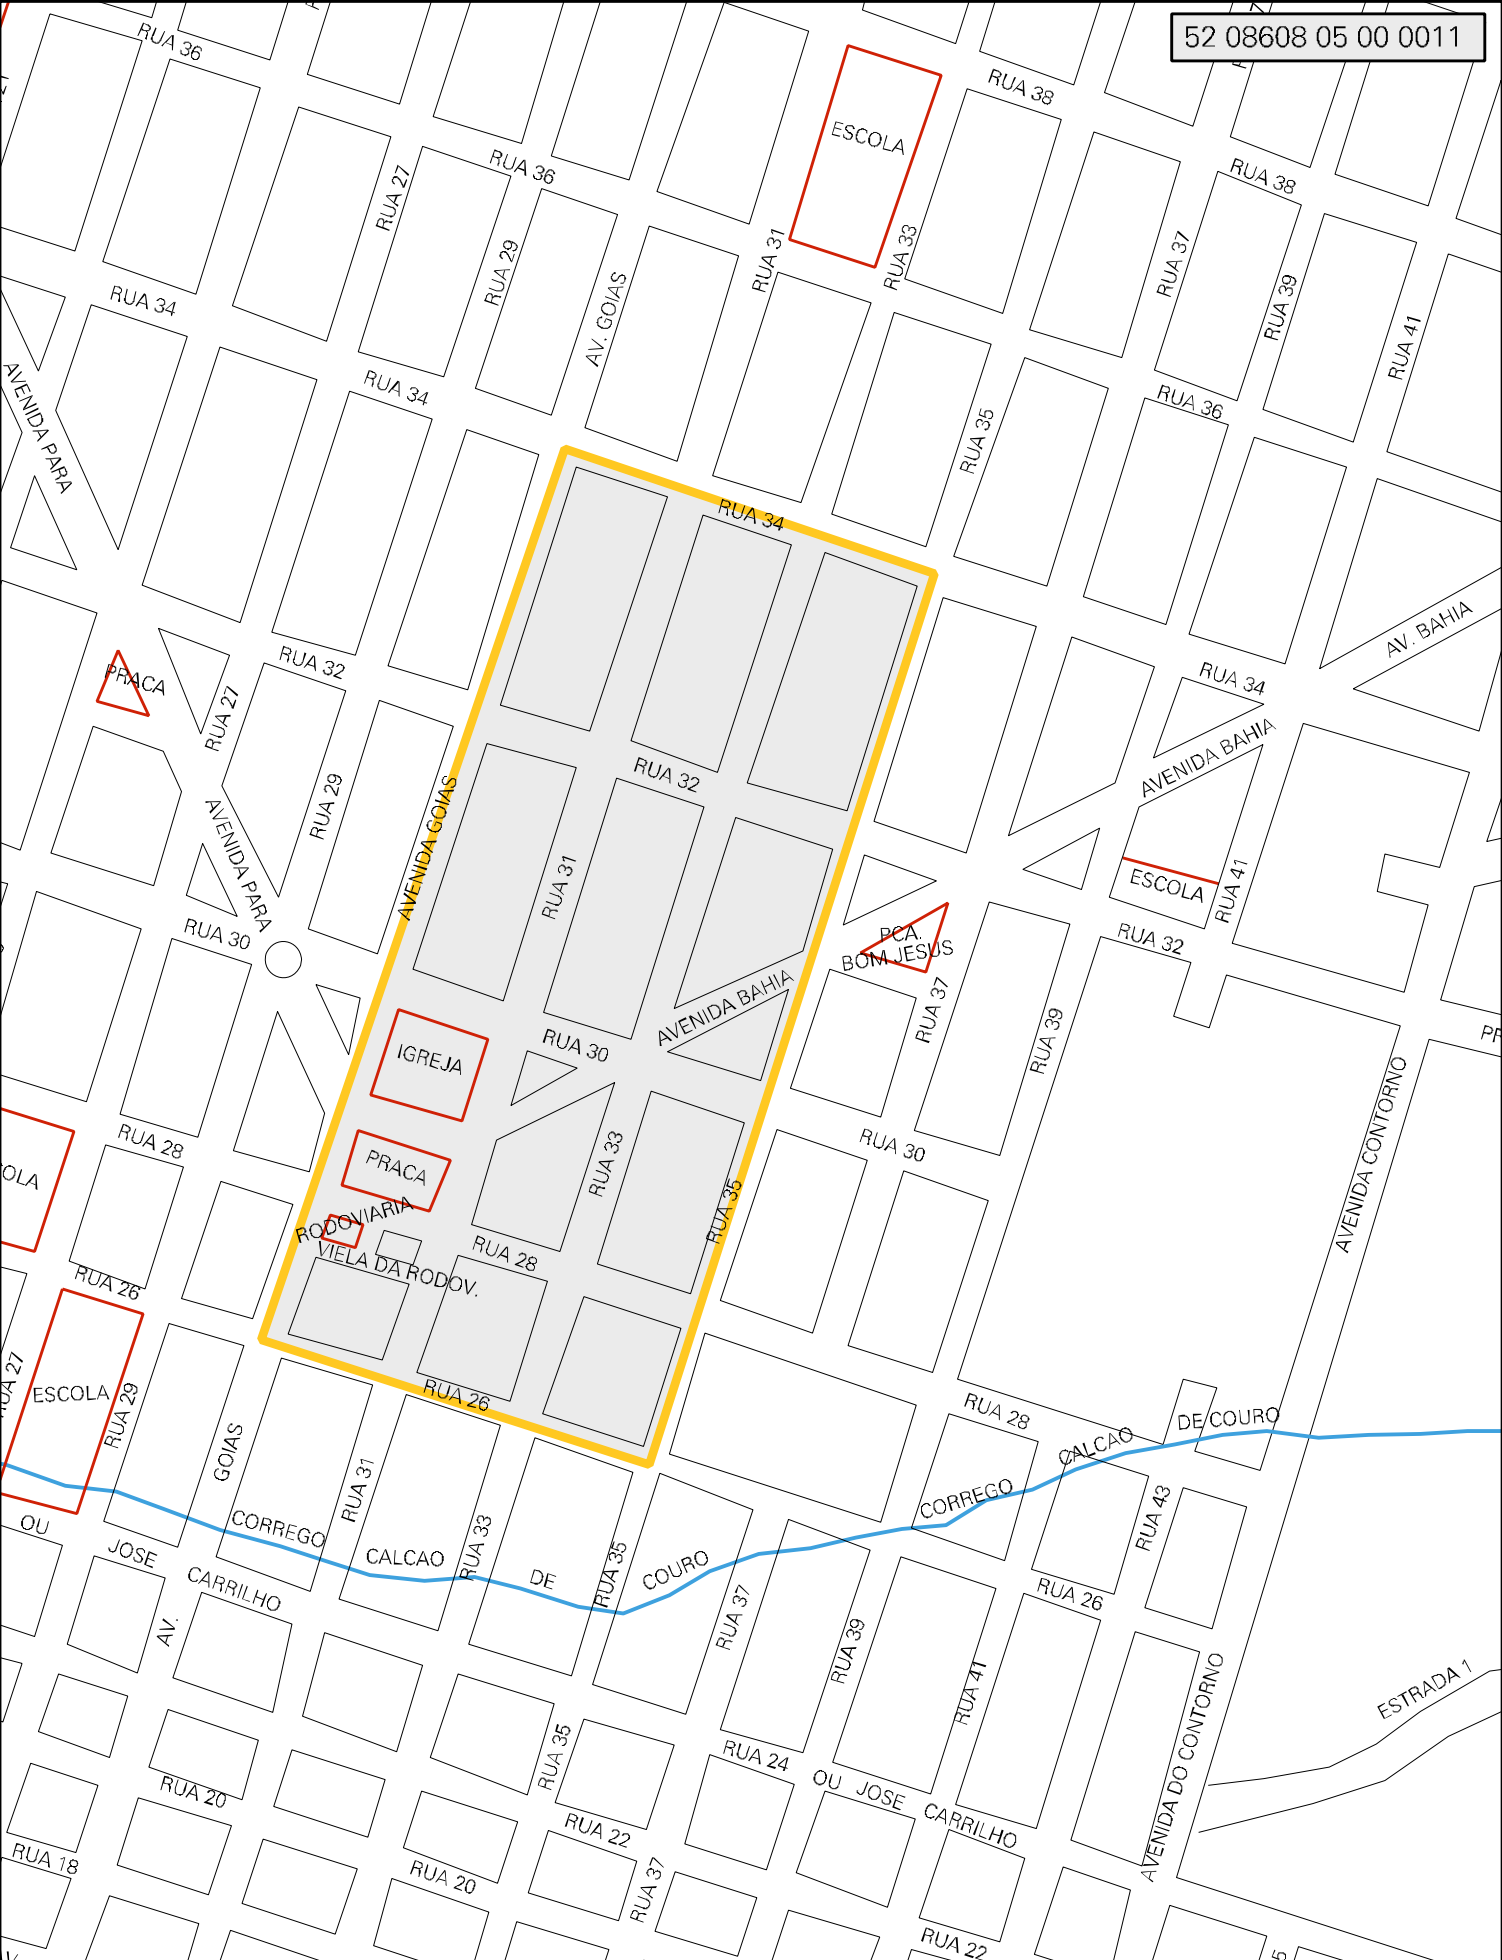 52 08608 05 00 0011
RUA 36
RUA 38
ESCOLA
RUA 36
RUA 38
RUA 27
RUA 29
RUA 31
RUA 33
RUA 37
RUA 39
RUA 41
RUA 34
AV. GOIAS
AVENIDA PARA
RUA 34
RUA 36
RUA 35
RUA 34
AV. BAHIA
PRACA
RUA 32
RUA 27
RUA 34
AVENIDA BAHIA
RUA 32
RUA 29
AVENIDA GOIAS
AVENIDA PARA
RUA 31
ESCOLA
RUA 41
RUA 30
PCA.
BOM JESUS
RUA 32
AVENIDA BAHIA
RUA 37
RUA 39
IGREJA
RUA 30
RUA 28
RUA 30
AVENIDA CONTORNO
PRACA
RUA 33
RUA 35
RODOVIARIA
VIELA DA RODOV.
RUA 28
RUA 26
ESCOLA
RUA 29
RUA 26
RUA 28
DE COURO
CALCAO
CORREGO
GOIAS
RUA 31
RUA 33
RUA 35
RUA 43
OU
JOSE
CARRILHO
CORREGO
CALCAO
DE
COURO
AV.
RUA 37
RUA 39
RUA 41
RUA 26
AVENIDA DO CONTORNO
ESTRADA 1
RUA 35
RUA 24
OU
JOSE
CARRILHO
RUA 20
RUA 22
RUA 18
RUA 20
RUA 37
RUA 22